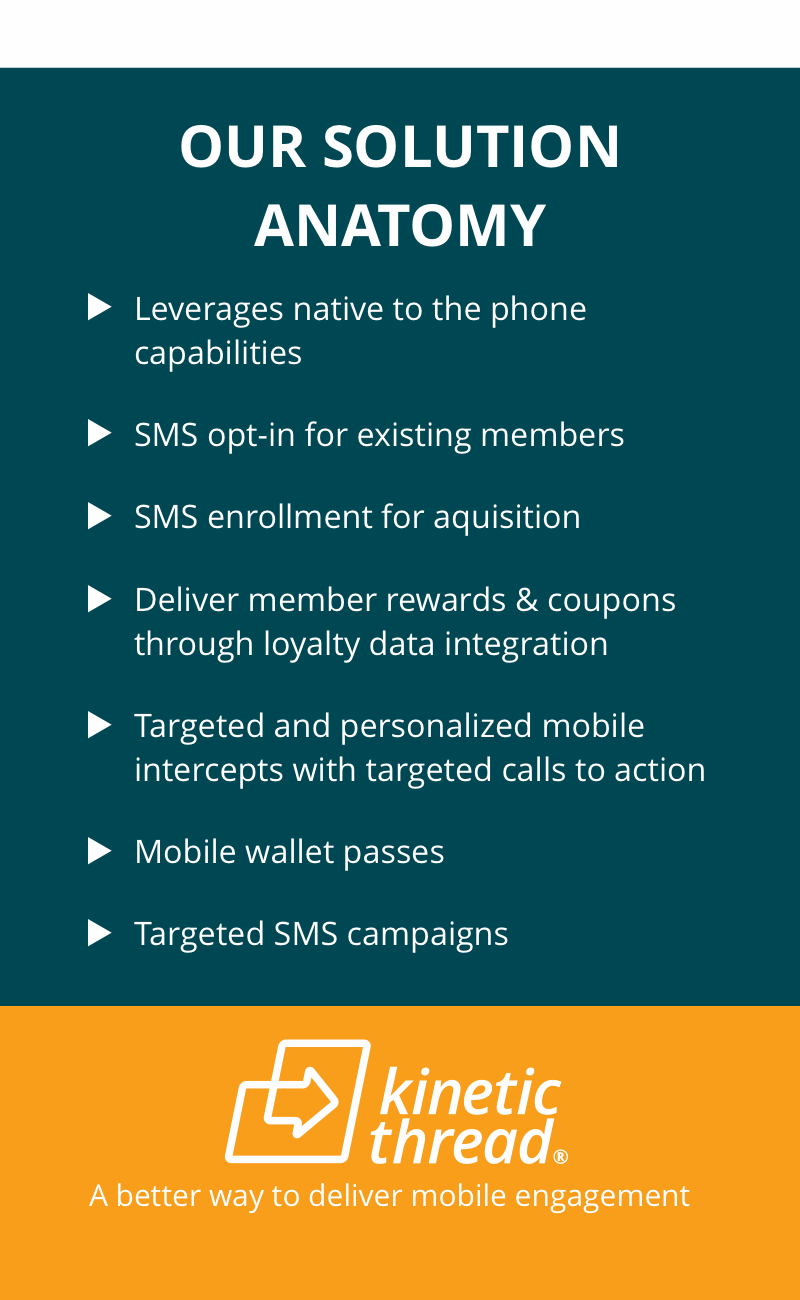 OUR SOLUTION
ANATOMY
Leverages native to the phone
capabilities
SMS opt-in for existing members
SMS enrollment for aquisition
Deliver member rewards & coupons
through loyalty data integration
Targeted and personalized mobile
intercepts with targeted calls to action
Mobile wallet passes
Targeted SMS campaigns
kinetic
thread®
A better way to deliver mobile engagement